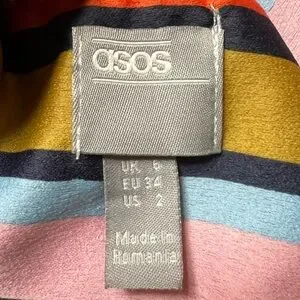 asos
UK 6
EU 34
US 2
Made in
Romania